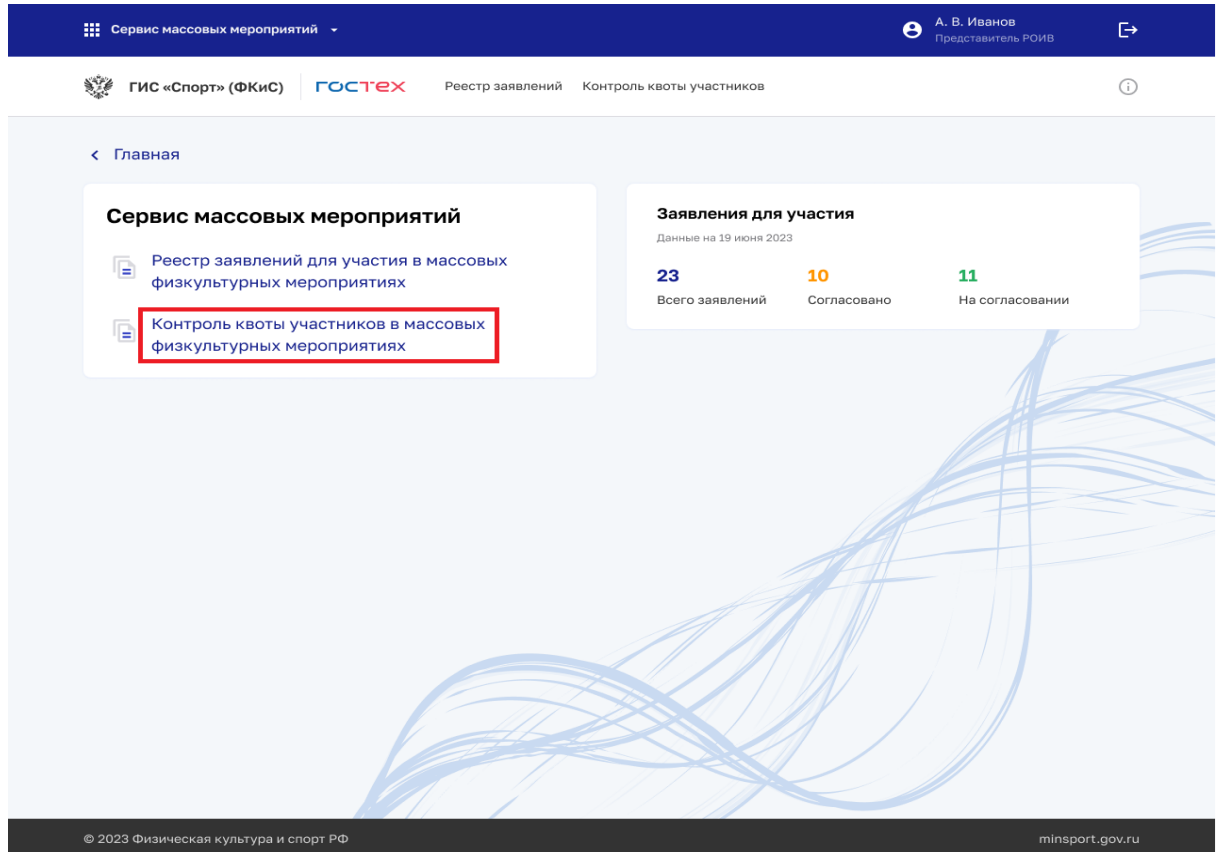 Сервис массовых мероприятий
А. В. Иванов
Представитель РОИВ
ГИС «Спорт» (ФКиС)
ГОСТЕХ
Реестр заявлений
Контроль квоты участников
Главная
Сервис массовых мероприятий
Реестр заявлений для участия в массовых
физкультурных мероприятиях
Контроль квоты участников в массовых
физкультурных мероприятиях
Заявления для участия
Данные на 19 июня 2023
23
10
11
Всего заявлений
Согласовано
На согласовании
© 2023 Физическая культура и спорт РФ
minsport.gov.ru